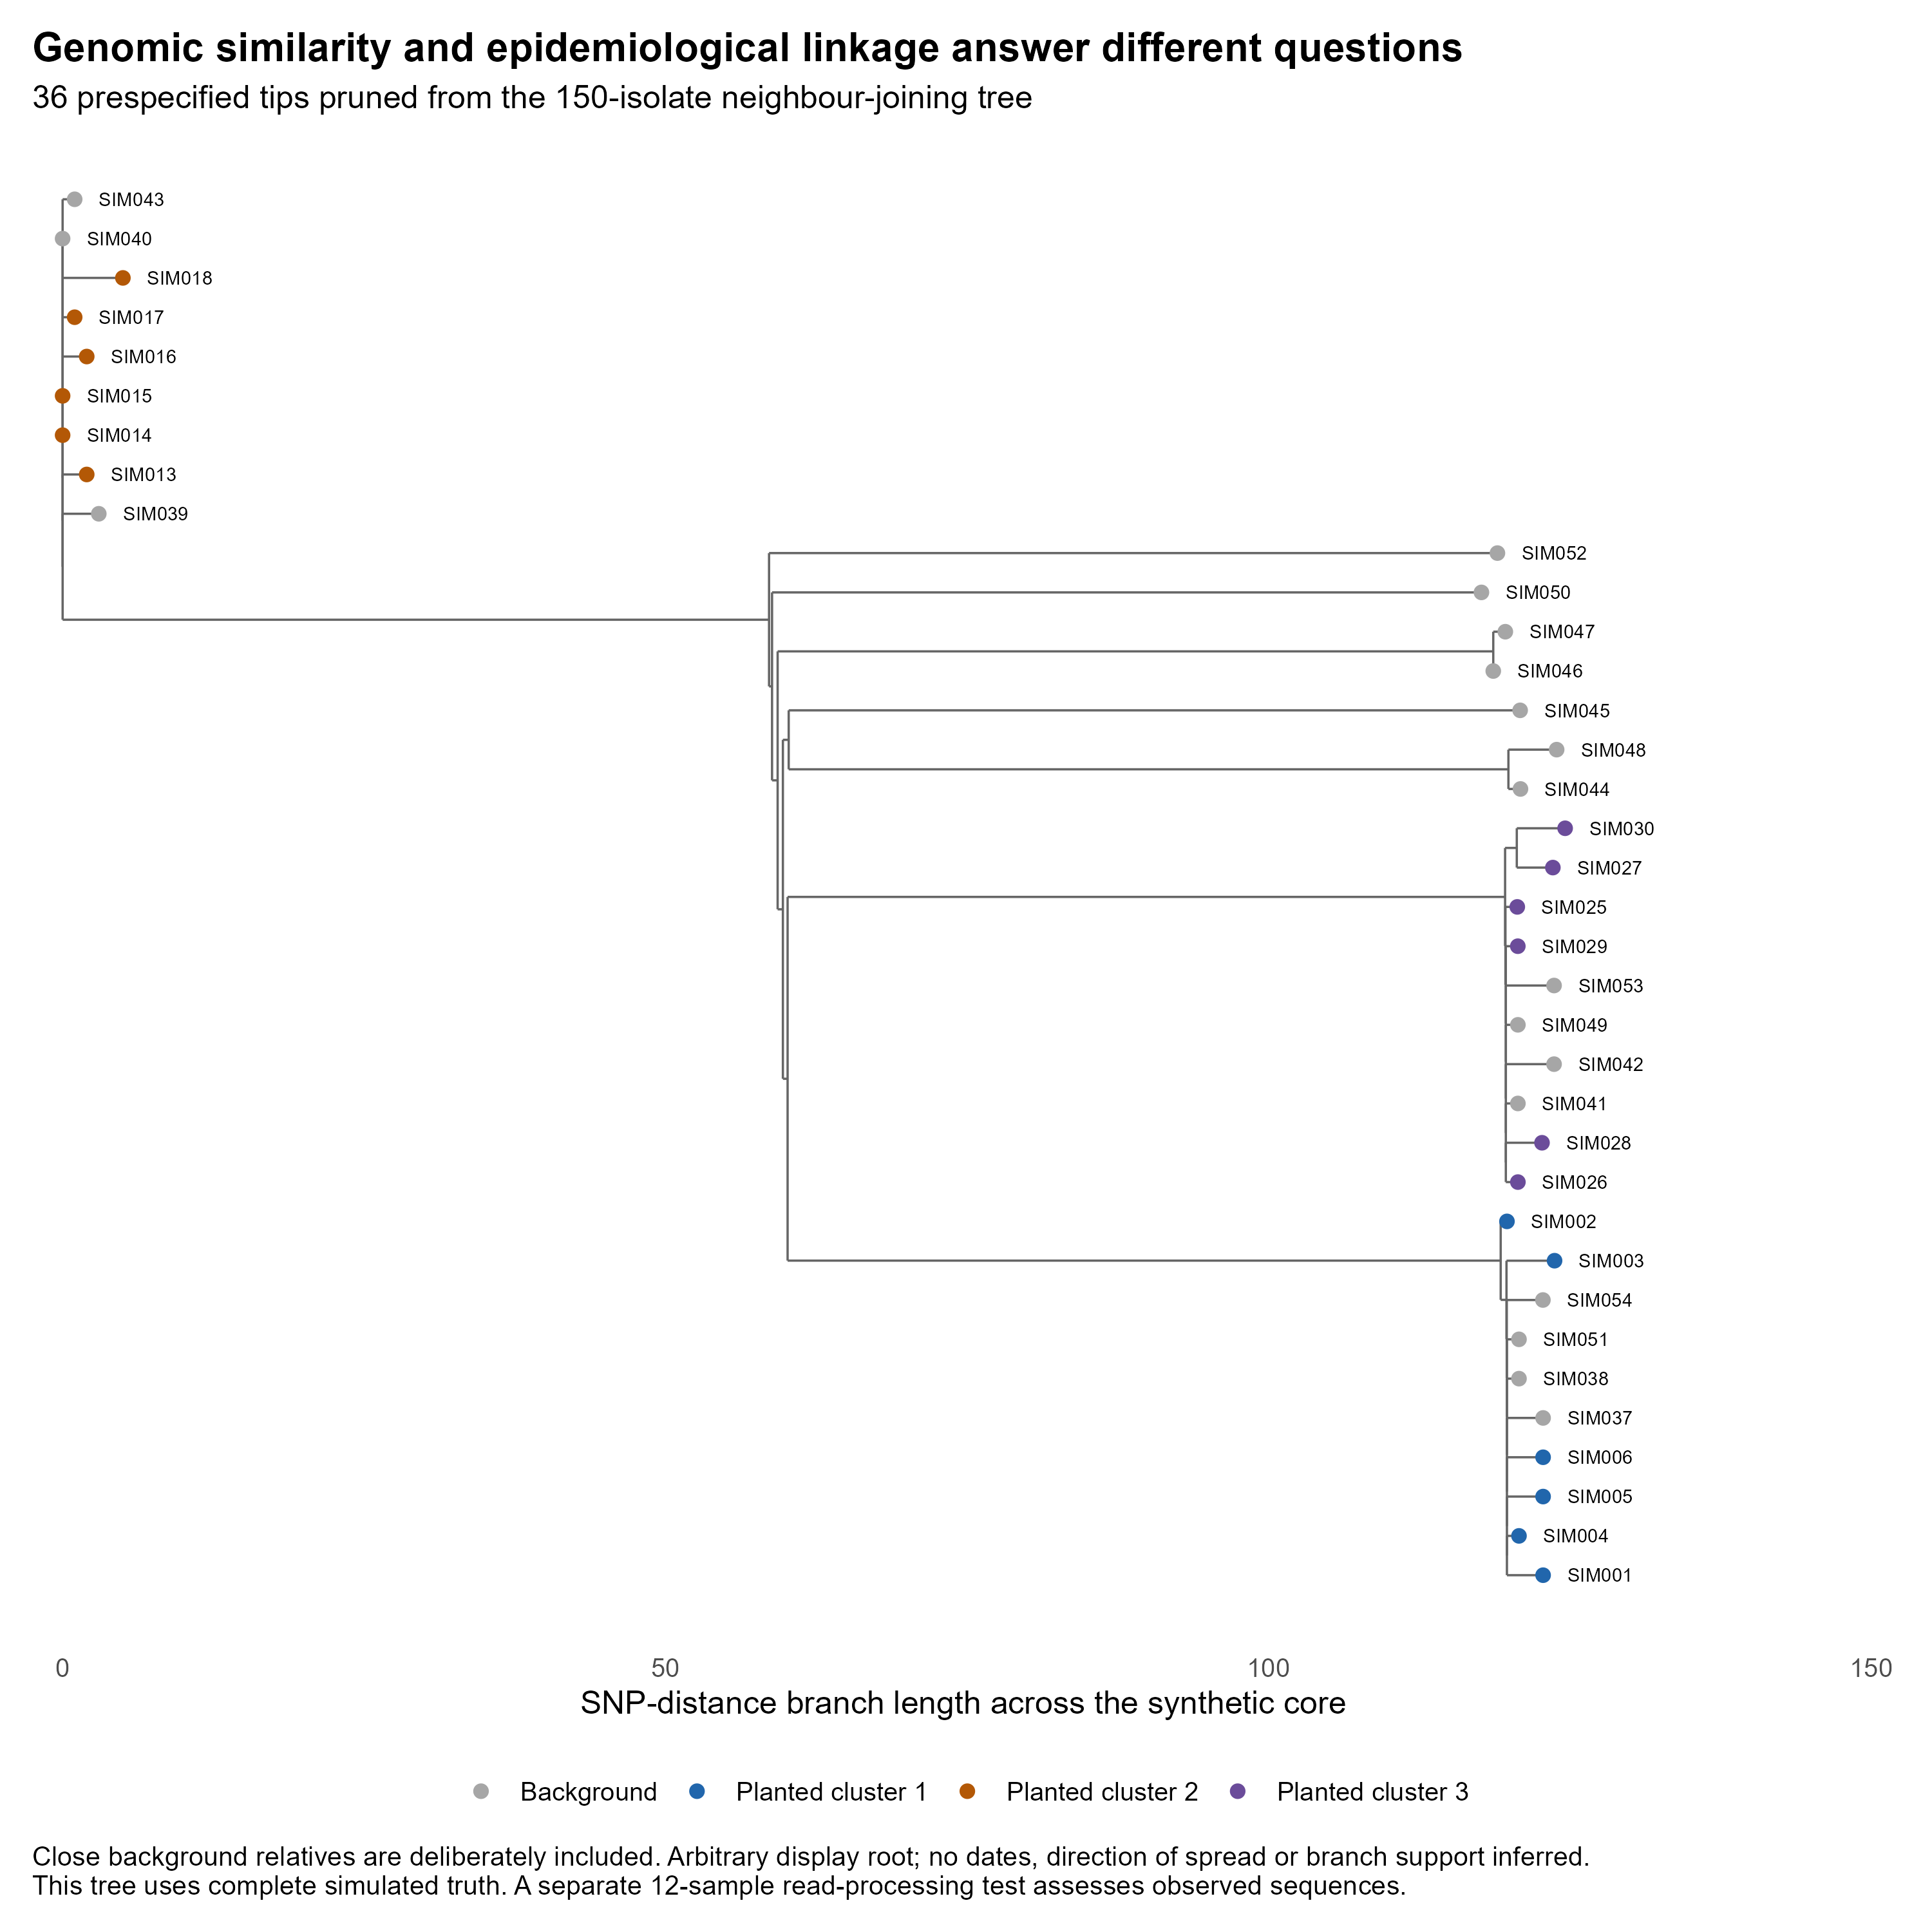 Genomic similarity and epidemiological linkage answer different questions
36 prespecified tips pruned from the 150-isolate neighbour-joining tree
SIM043
SIM040
SIM018
SIM017
SIM016
SIM015
SIM014
SIM013
SIM039
SIM052
SIM050
SIM047
SIM046
SIM045
SIM048
SIM044
SIM030
SIM027
SIM025
SIM029
SIM053
SIM049
SIM042
SIM041
SIM028
SIM026
SIM002
SIM003
SIM054
SIM051
SIM038
SIM037
SIM006
SIM005
SIM004
SIM001
0 50 100 150
SNP-distance branch length across the synthetic core
Background Planted cluster 1 Planted cluster 2 Planted cluster 3
Close background relatives are deliberately included. Arbitrary display root; no dates, direction of spread or branch support inferred.
This tree uses complete simulated truth. A separate 12-sample read-processing test assesses observed sequences.